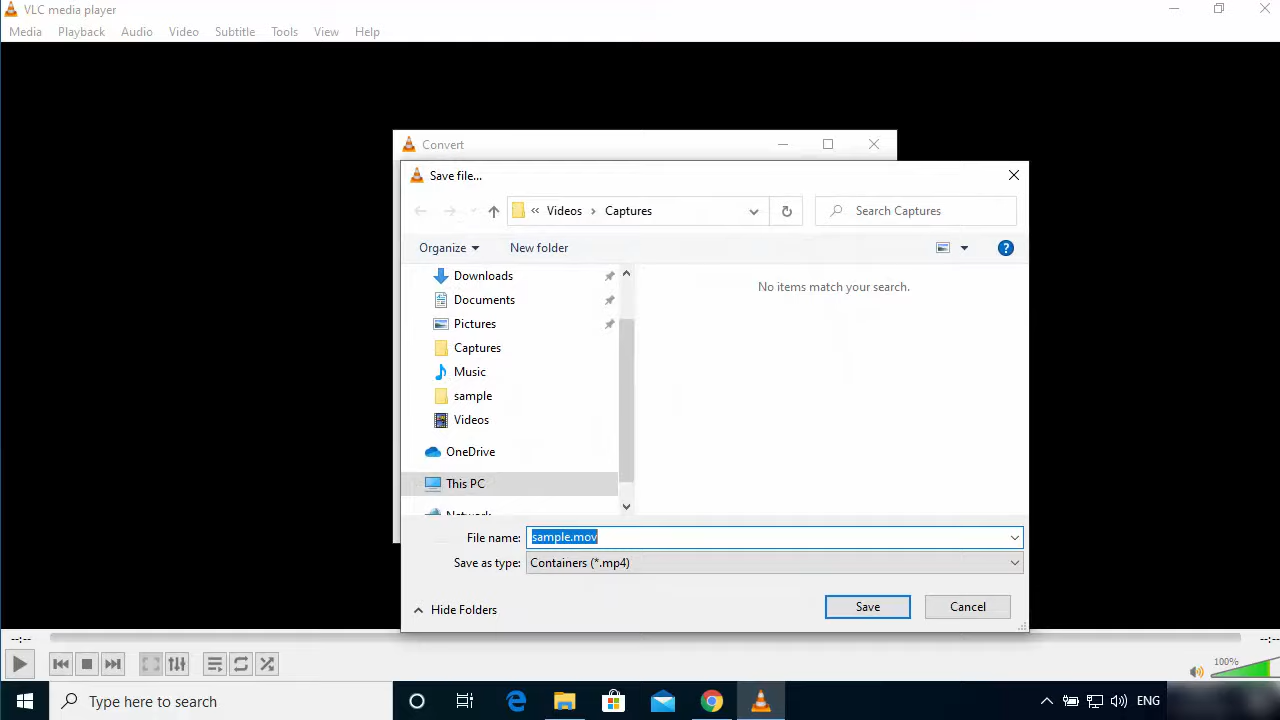 VLC media player
Media Playback Audio Video Subtitle Tools View Help
Convert
Save file...
« Videos › Captures
Search Captures
Organize New folder
Downloads
Documents
Pictures
Captures
Music
sample
Videos
OneDrive
This PC
Network
No items match your search.
File name: sample.mov
Save as type: Containers (*.mp4)
Hide Folders
Save Cancel
--:-- --:--
100%
Type here to search
ENG